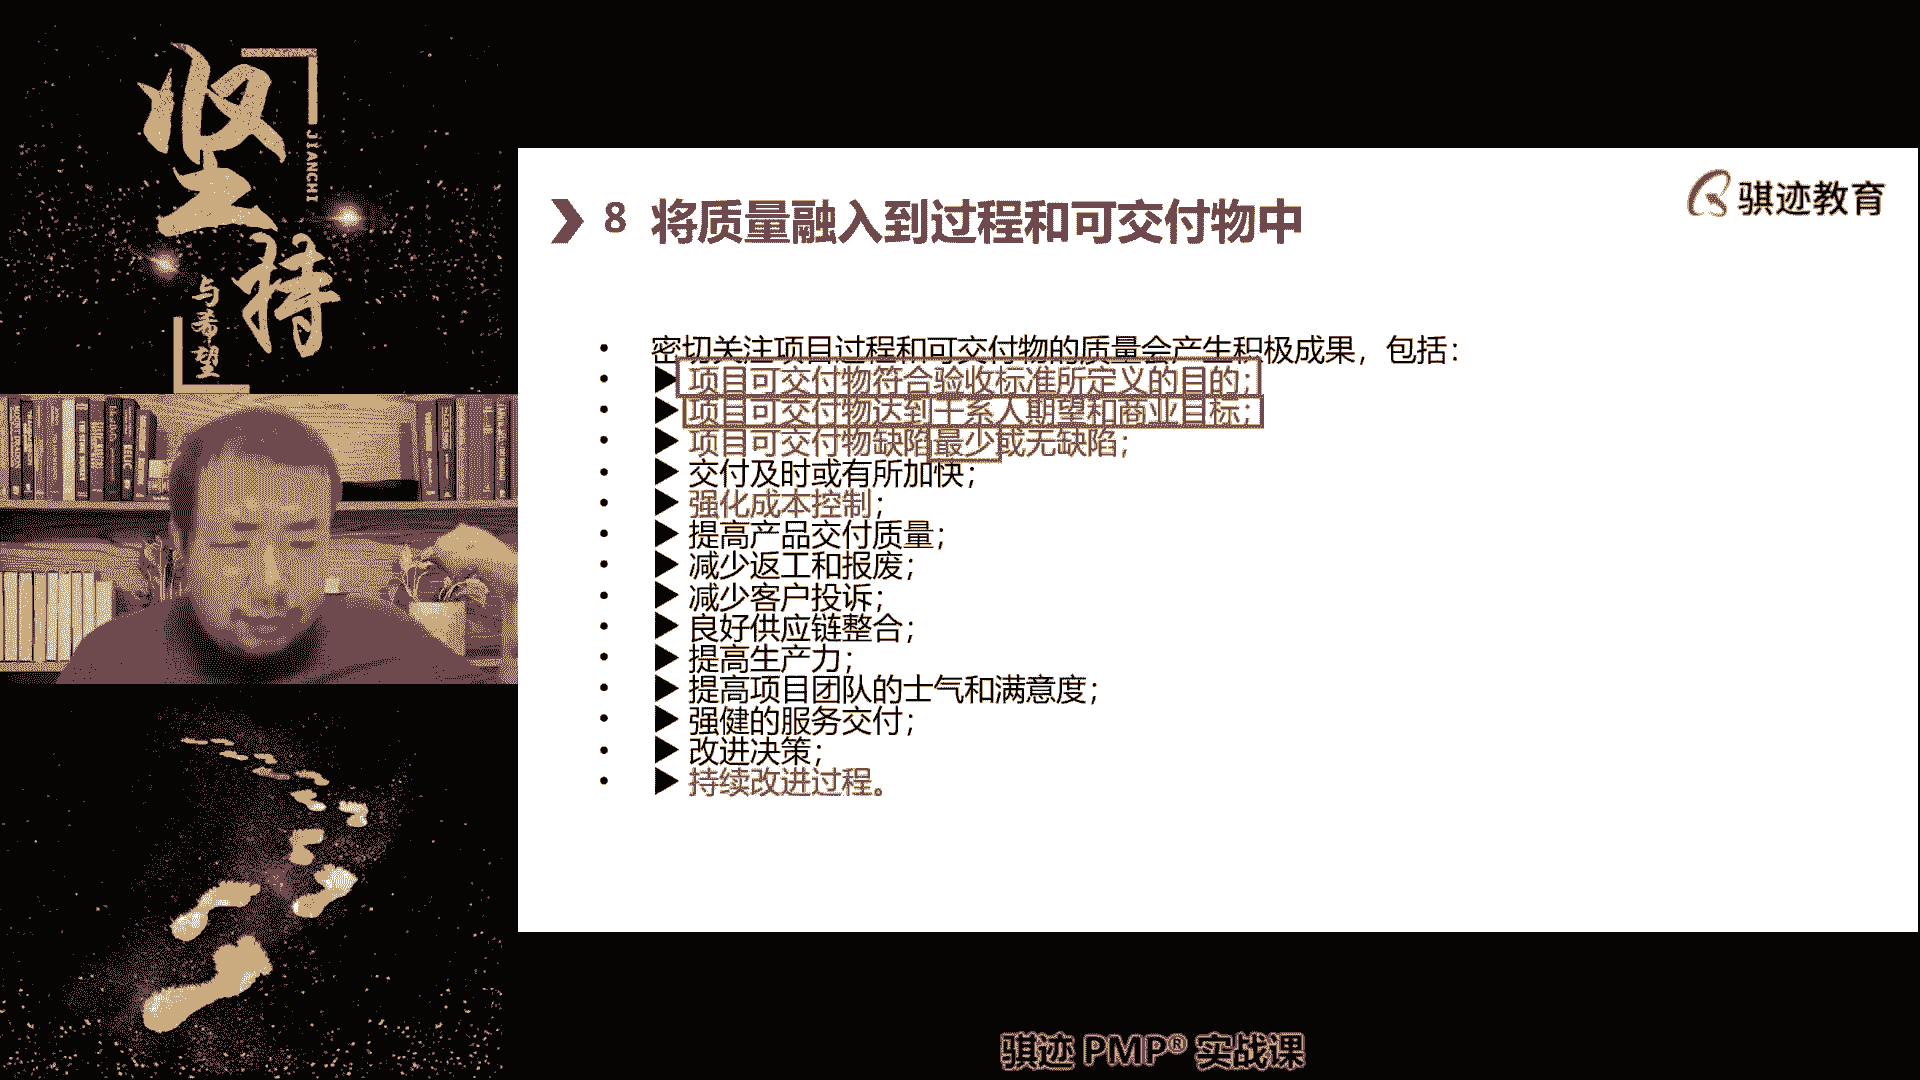 坚持
JIANCHI
与希望
骐迹教育
8 将质量融入到过程和可交付物中
• 密切关注项目过程和可交付物的质量会产生积极成果，包括：
• ▶ 项目可交付物符合验收标准所定义的目的；
• ▶ 项目可交付物达到干系人期望和商业目标；
• ▶ 项目可交付物缺陷最少或无缺陷；
• ▶ 交付及时或有所加快；
• ▶ 强化成本控制；
• ▶ 提高产品交付质量；
• ▶ 减少返工和报废；
• ▶ 减少客户投诉；
• ▶ 良好供应链整合；
• ▶ 提高生产力；
• ▶ 提高项目团队的士气和满意度；
• ▶ 强健的服务交付；
• ▶ 改进决策；
• ▶ 持续改进过程。
骐迹 PMP® 实战课